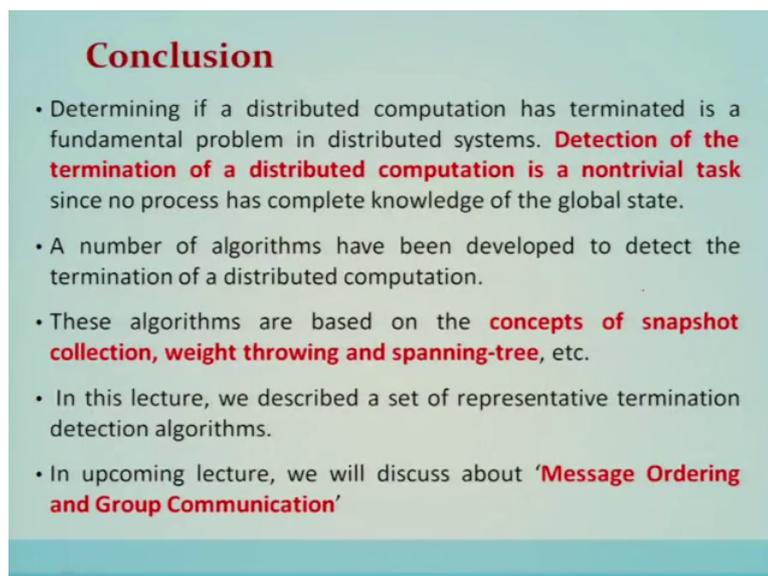 Conclusion
• Determining if a distributed computation has terminated is a
fundamental problem in distributed systems. Detection of the
termination of a distributed computation is a nontrivial task
since no process has complete knowledge of the global state.
• A number of algorithms have been developed to detect the
termination of a distributed computation.
• These algorithms are based on the concepts of snapshot
collection, weight throwing and spanning-tree, etc.
• In this lecture, we described a set of representative termination
detection algorithms.
• In upcoming lecture, we will discuss about ‘Message Ordering
and Group Communication’